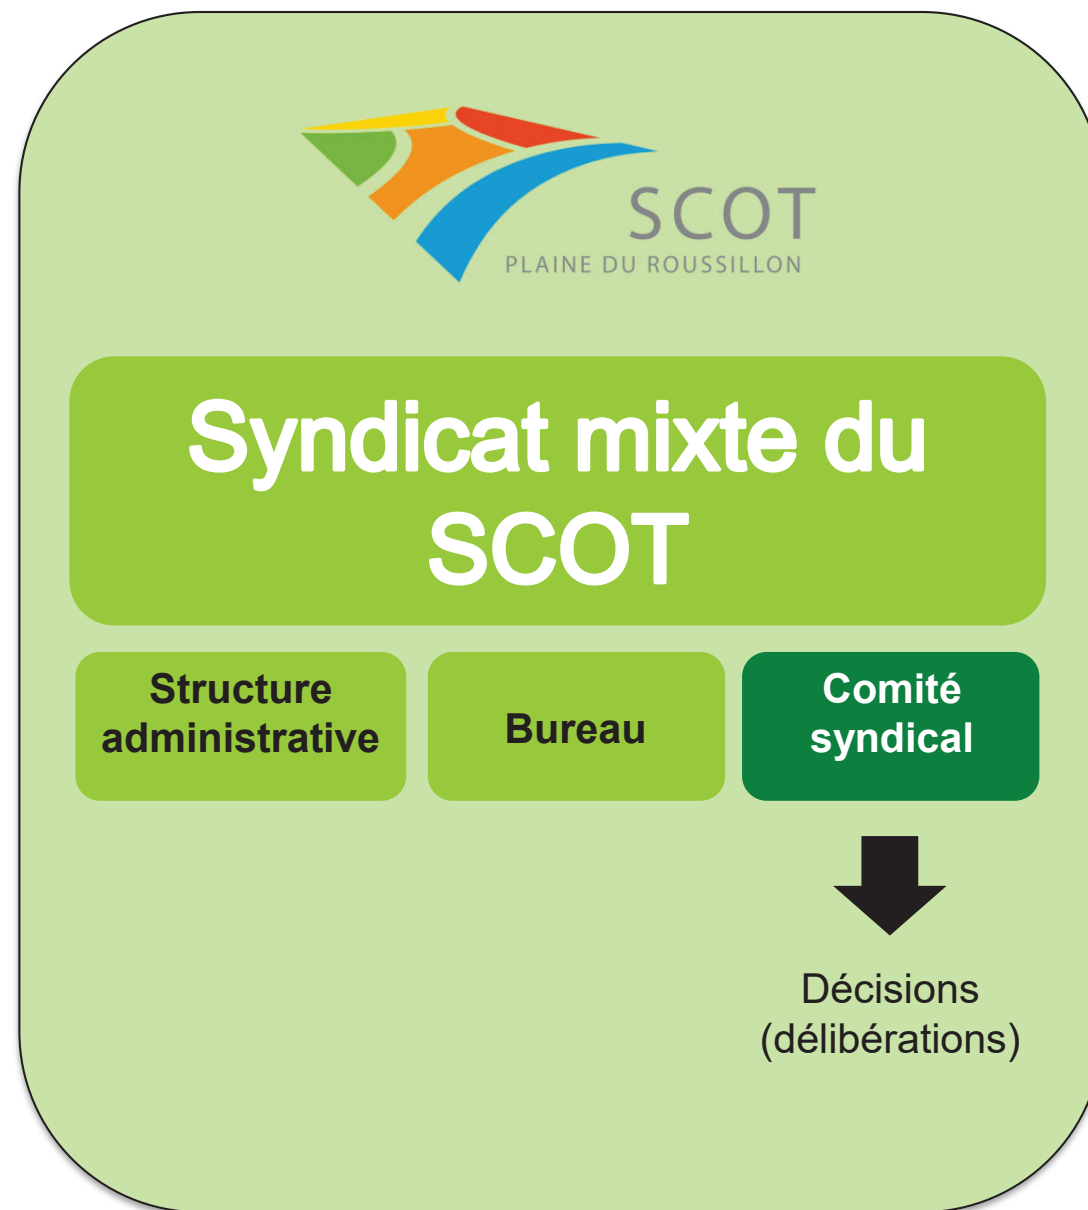 SCOT
PLAINE DU ROUSSILLON
Syndicat mixte du
SCOT
Structure
administrative
Bureau
Comité
syndical
Décisions
(délibérations)